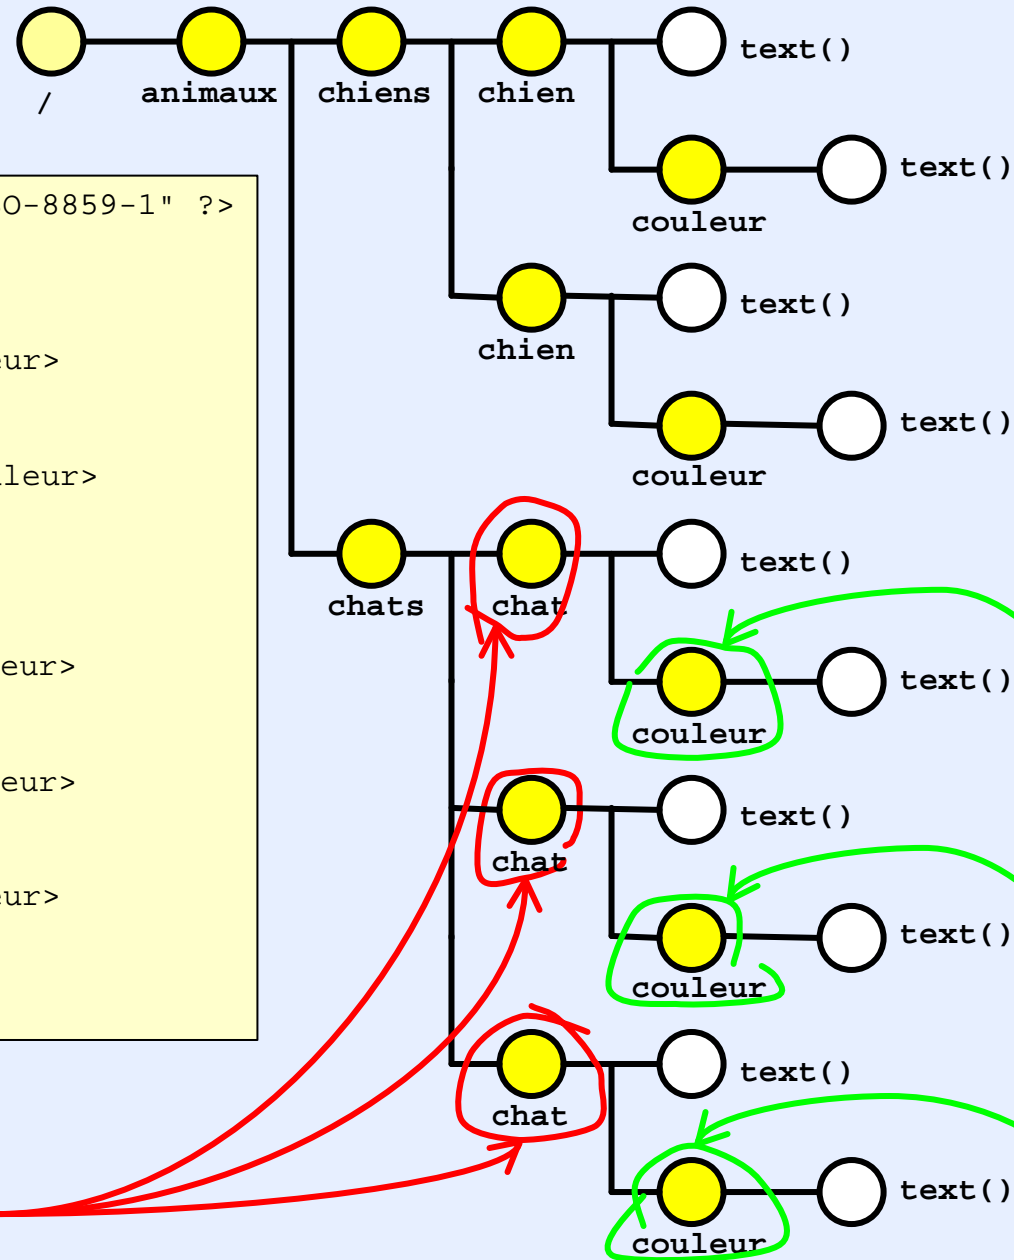 text()
/
animaux
chiens
chien
text()
O-8859-1" ?>
couleur
text()
chien
eur>
text()
couleur
leur>
text()
chats
chat
text()
eur>
couleur
eur>
text()
chat
eur>
text()
couleur
text()
chat
text()
couleur